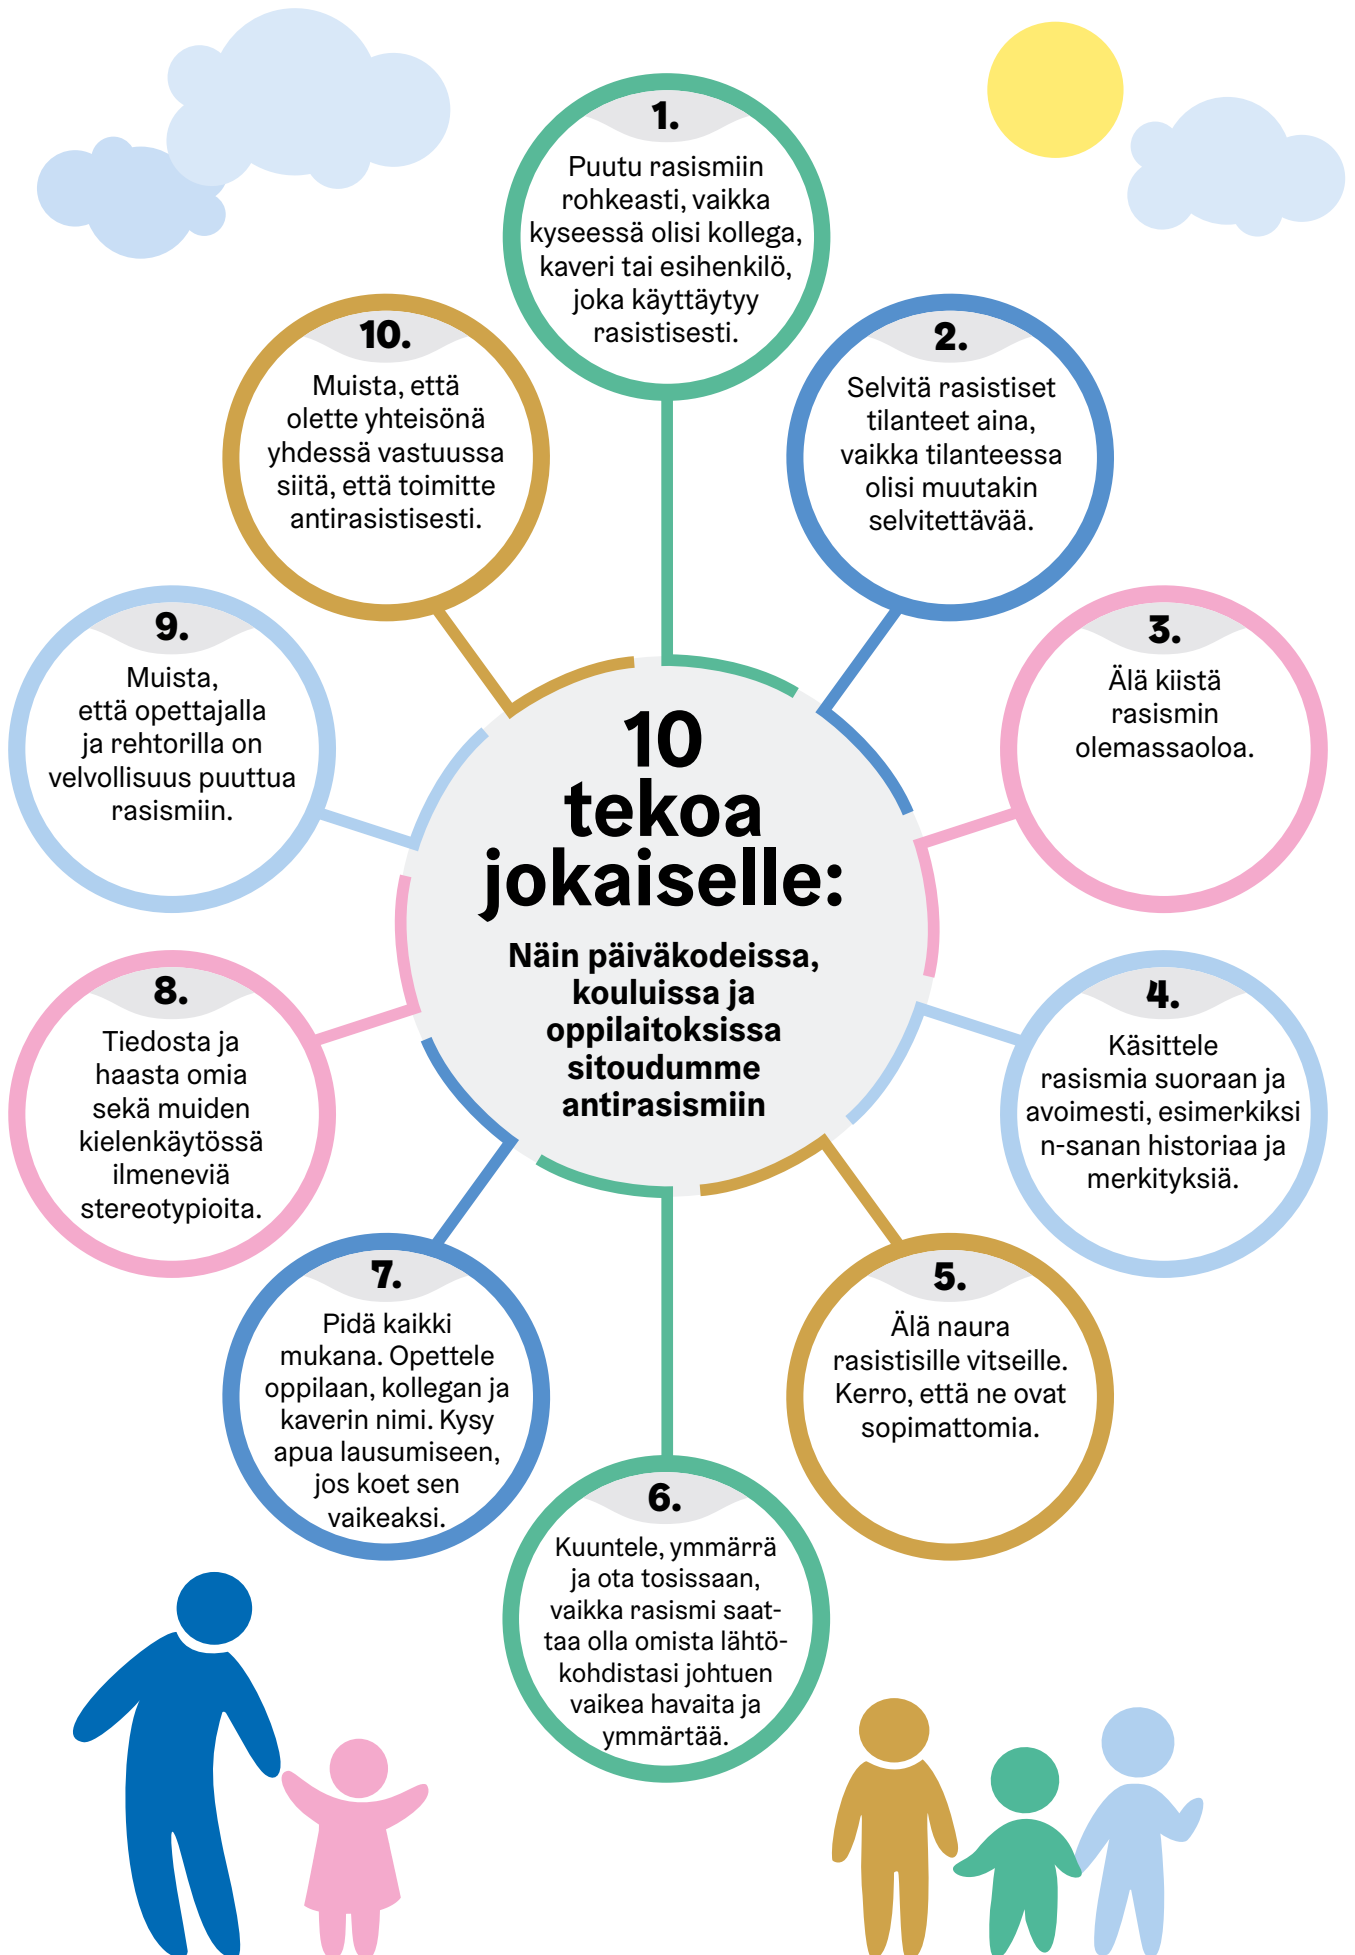 10
tekoa
jokaiselle:
Näin päiväkodeissa,
kouluissa ja
oppilaitoksissa
sitoudumme
antirasismiin
1.
Puutu rasismiin
rohkeasti, vaikka
kyseessä olisi kollega,
kaveri tai esihenkilö,
joka käyttäytyy
rasistisesti.
2.
Selvitä rasistiset
tilanteet aina,
vaikka tilanteessa
olisi muutakin
selvitettävää.
3.
Älä kiistä
rasismin
olemassaoloa.
4.
Käsittele
rasismia suoraan ja
avoimesti, esimerkiksi
n-sanan historiaa ja
merkityksiä.
5.
Älä naura
rasistisille vitseille.
Kerro, että ne ovat
sopimattomia.
6.
Kuuntele, ymmärrä
ja ota tosissaan,
vaikka rasismi saat-
taa olla omista lähtö-
kohdistasi johtuen
vaikea havaita ja
ymmärtää.
7.
Pidä kaikki
mukana. Opettele
oppilaan, kollegan ja
kaverin nimi. Kysy
apua lausumiseen,
jos koet sen
vaikeaksi.
8.
Tiedosta ja
haasta omia
sekä muiden
kielenkäytössä
ilmeneviä
stereotypioita.
9.
Muista,
että opettajalla
ja rehtorilla on
velvollisuus puuttua
rasismiin.
10.
Muista, että
olette yhteisönä
yhdessä vastuussa
siitä, että toimitte
antirasistisesti.